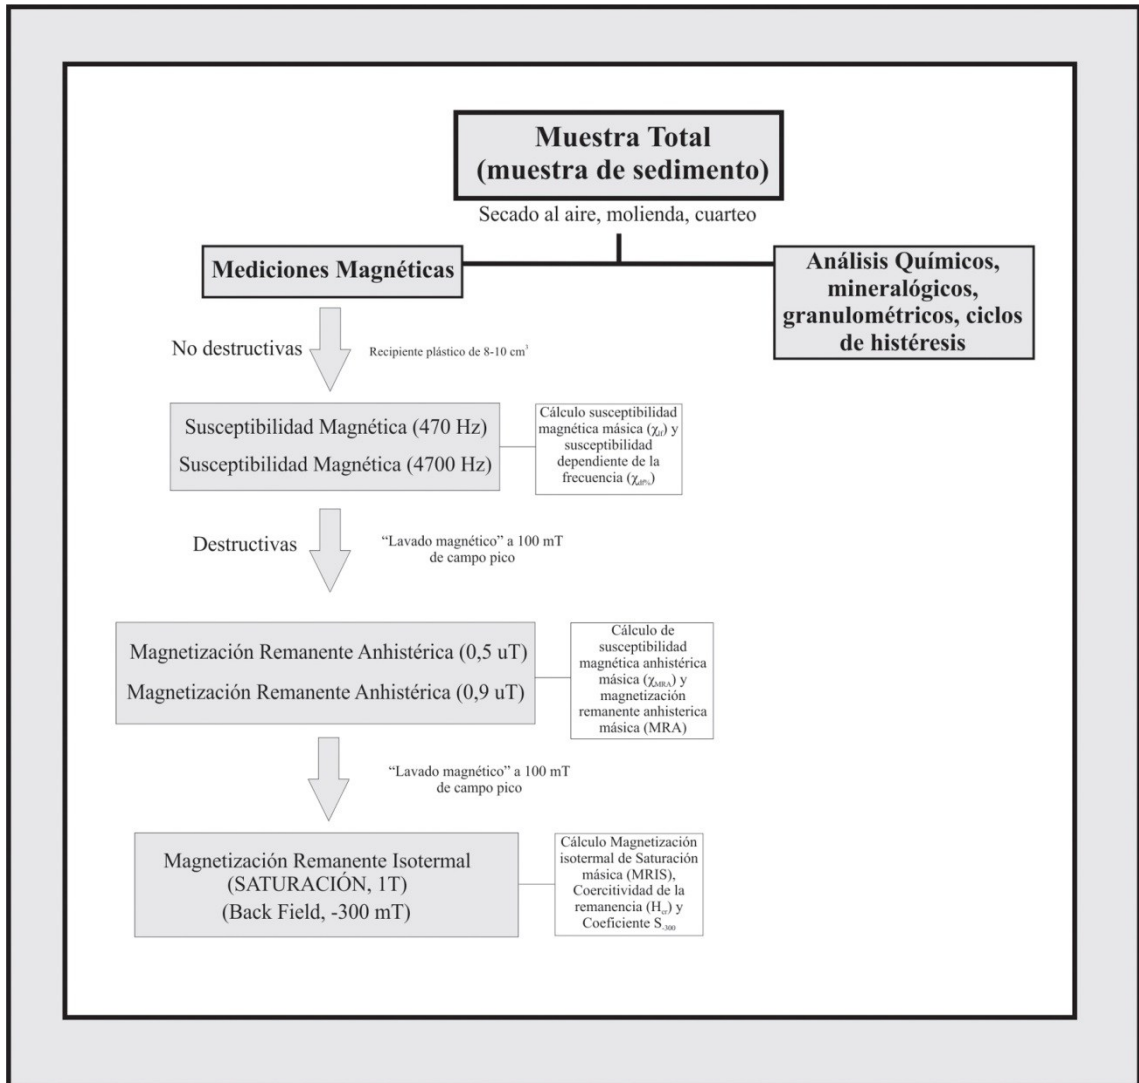 Muestra Total
(muestra de sedimento)
Secado al aire, molienda, cuarteo
Mediciones Magnéticas
Análisis Químicos,
mineralógicos,
granulométricos, ciclos
de histéresis
No destructivas
Recipiente plástico de 8-10 cm³
Susceptibilidad Magnética (470 Hz)
Susceptibilidad Magnética (4700 Hz)
Cálculo susceptibilidad
magnética másica (χlf) y
susceptibilidad
dependiente de la
frecuencia (χdf%)
Destructivas
“Lavado magnético” a 100 mT
de campo pico
Magnetización Remanente Anhistérica (0,5 uT)
Magnetización Remanente Anhistérica (0,9 uT)
Cálculo de
susceptibilidad
magnética anhistérica
másica (χMRA) y
magnetización
remanente anhisterica
másica (MRA)
“Lavado magnético” a 100 mT
de campo pico
Magnetización Remanente Isotermal
(SATURACIÓN, 1T)
(Back Field, -300 mT)
Cálculo Magnetización
isotermal de Saturación
másica (MRIS),
Coercitividad de la
remanencia (Hcr) y
Coeficiente S-300